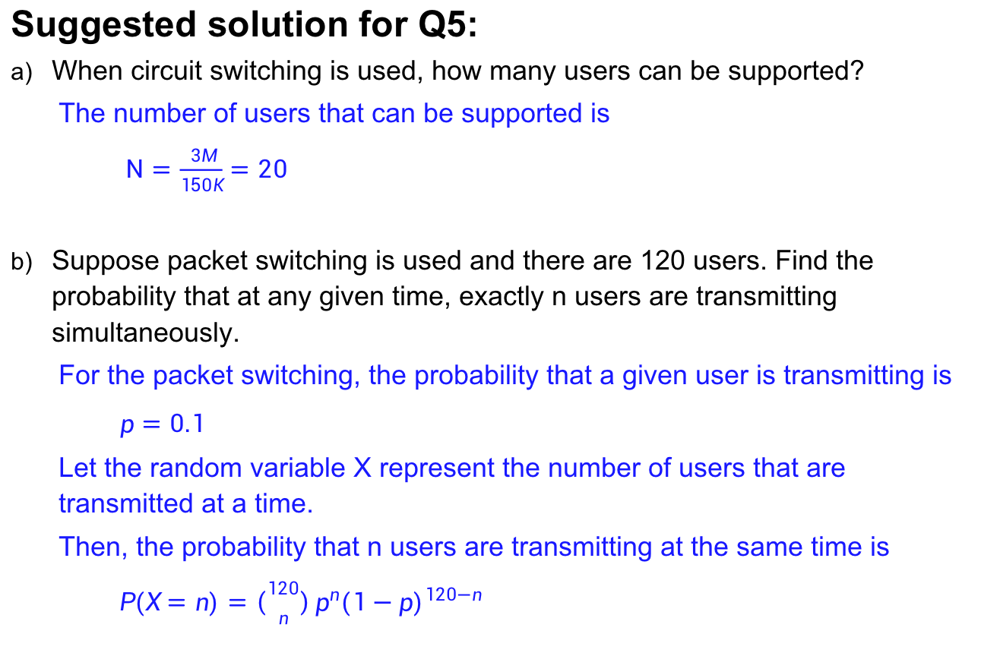 Suggested solution for Q5:
a) When circuit switching is used, how many users can be supported?
The number of users that can be supported is
N = 3M/150K = 20
b) Suppose packet switching is used and there are 120 users. Find the
probability that at any given time, exactly n users are transmitting
simultaneously.
For the packet switching, the probability that a given user is transmitting is
p = 0.1
Let the random variable X represent the number of users that are
transmitted at a time.
Then, the probability that n users are transmitting at the same time is
P(X = n) = (120 n) pⁿ(1 − p)¹²⁰⁻ⁿ